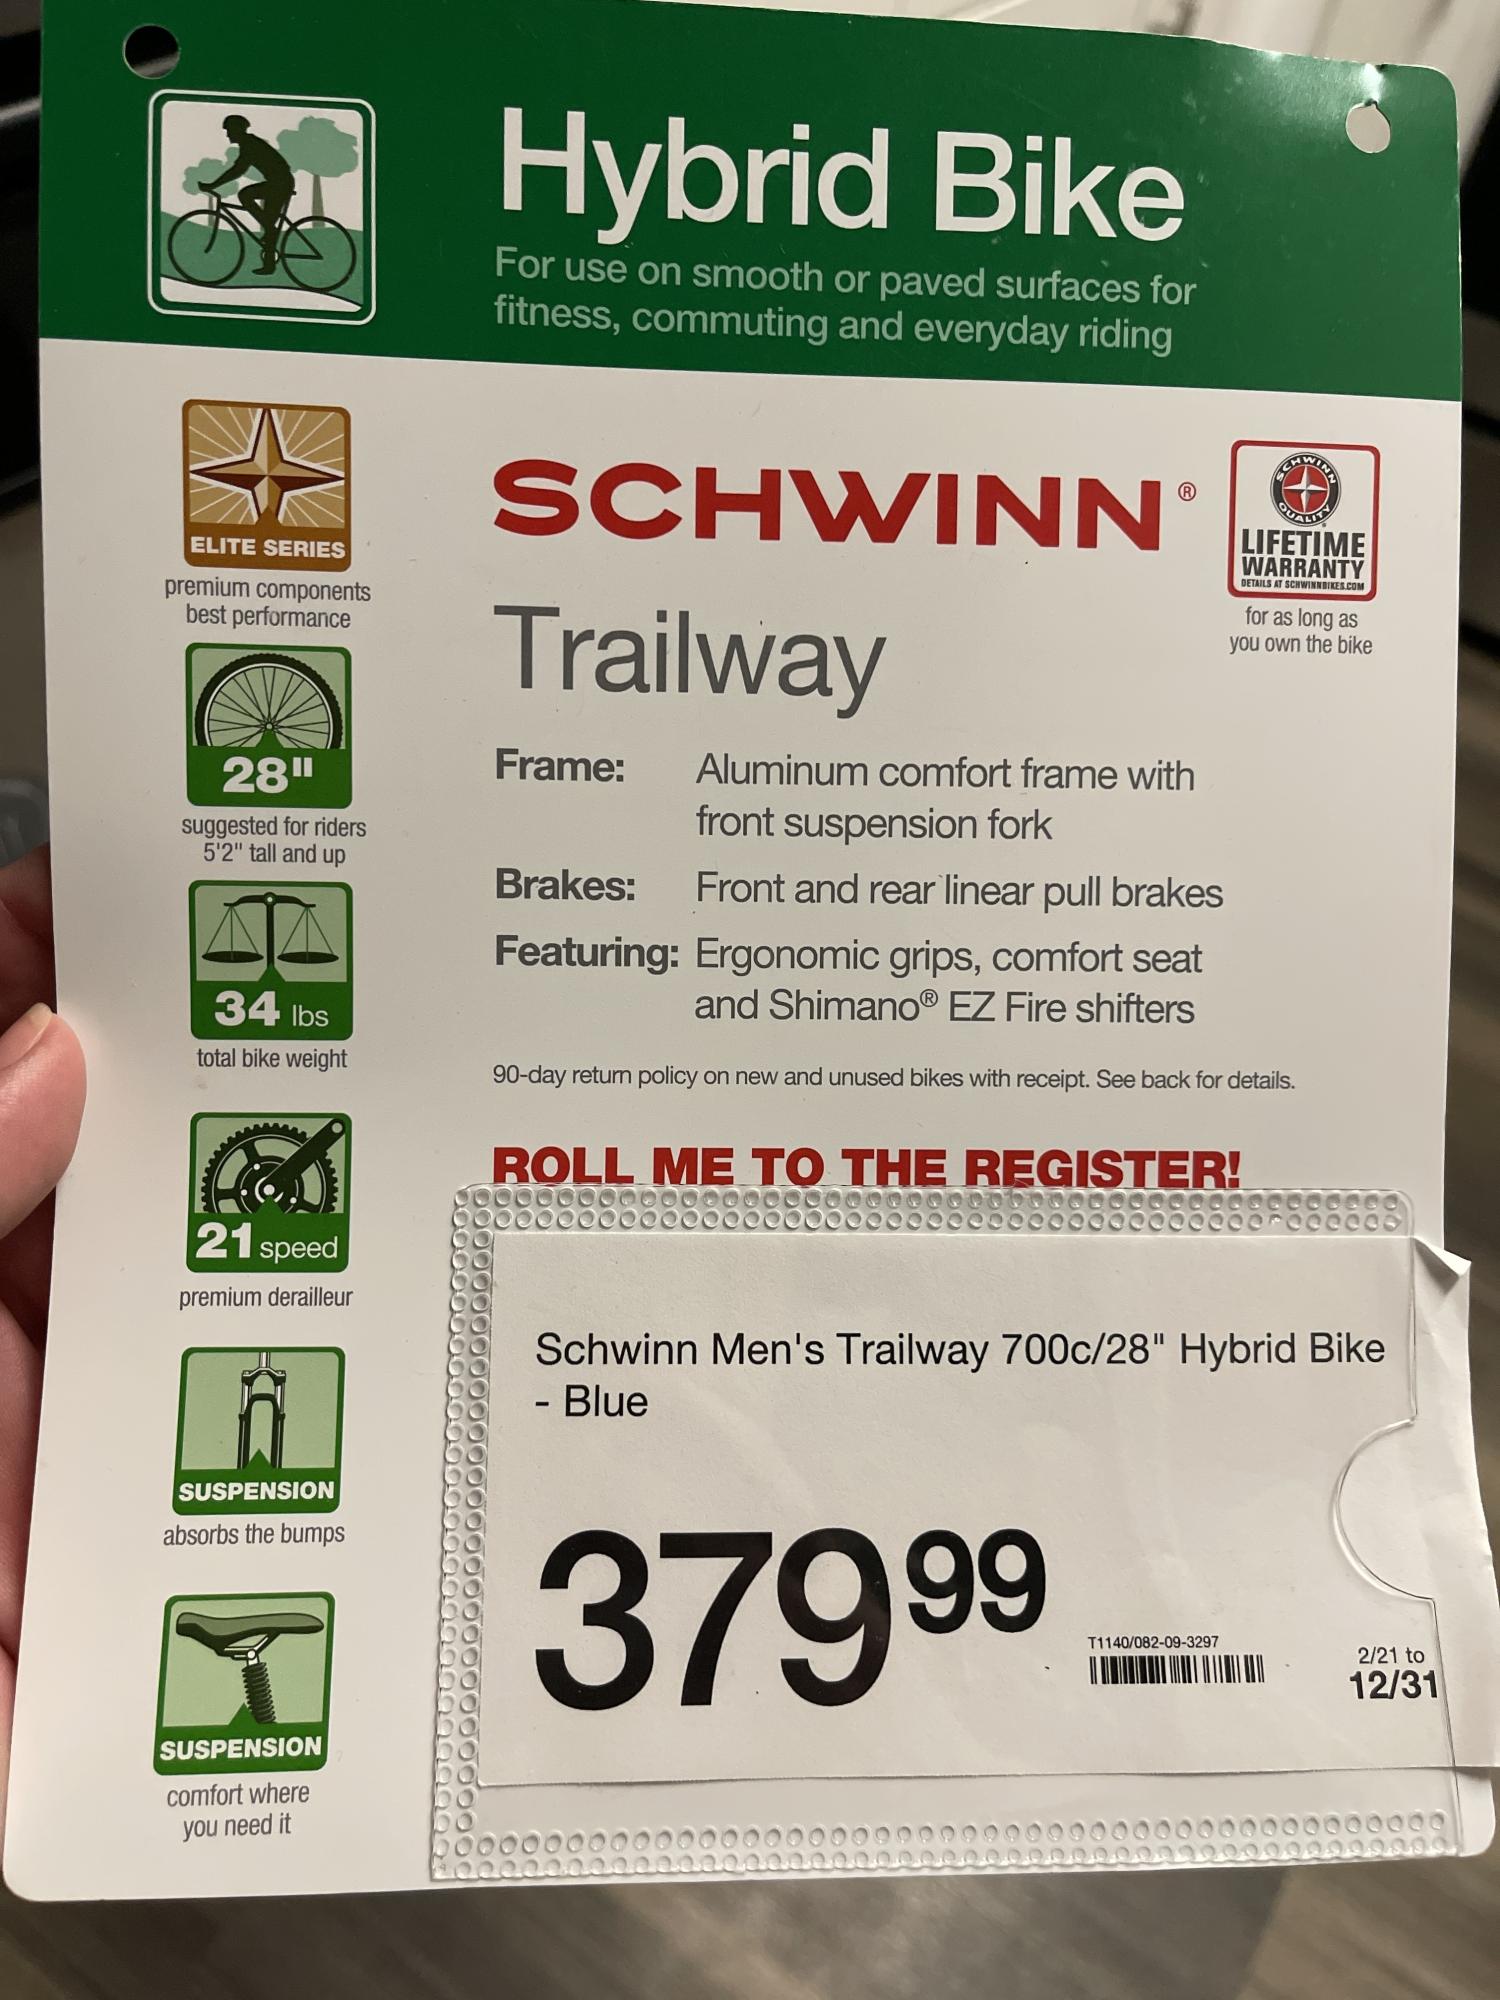 Hybrid Bike
For use on smooth or paved surfaces for
fitness, commuting and everyday riding
ELITE SERIES
premium components
best performance
28"
suggested for riders
5'2" tall and up
34 lbs
total bike weight
21 speed
premium derailleur
SUSPENSION
absorbs the bumps
SUSPENSION
comfort where
you need it
SCHWINN®
SCHWINN
QUALITY
LIFETIME
WARRANTY
DETAILS AT SCHWINNBIKES.COM
for as long as
you own the bike
Trailway
Frame: Aluminum comfort frame with
front suspension fork
Brakes: Front and rear linear pull brakes
Featuring: Ergonomic grips, comfort seat
and Shimano® EZ Fire shifters
90-day return policy on new and unused bikes with receipt. See back for details.
ROLL ME TO THE REGISTER!
Schwinn Men's Trailway 700c/28" Hybrid Bike
- Blue
379 99
T1140/082-09-3297
2/21 to
12/31